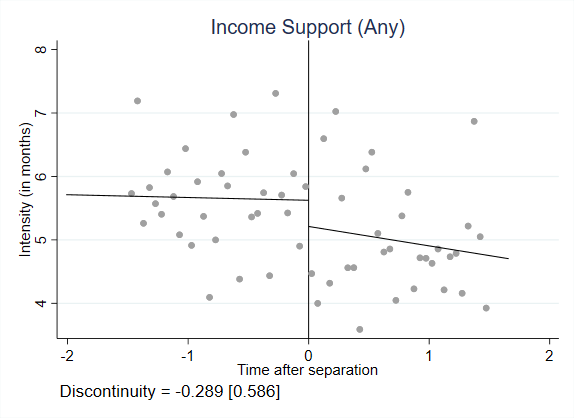 Income Support (Any)
8
7
6
5
4
Intensity (in months)
-2 -1 0 1 2
Time after separation
Discontinuity = -0.289 [0.586]